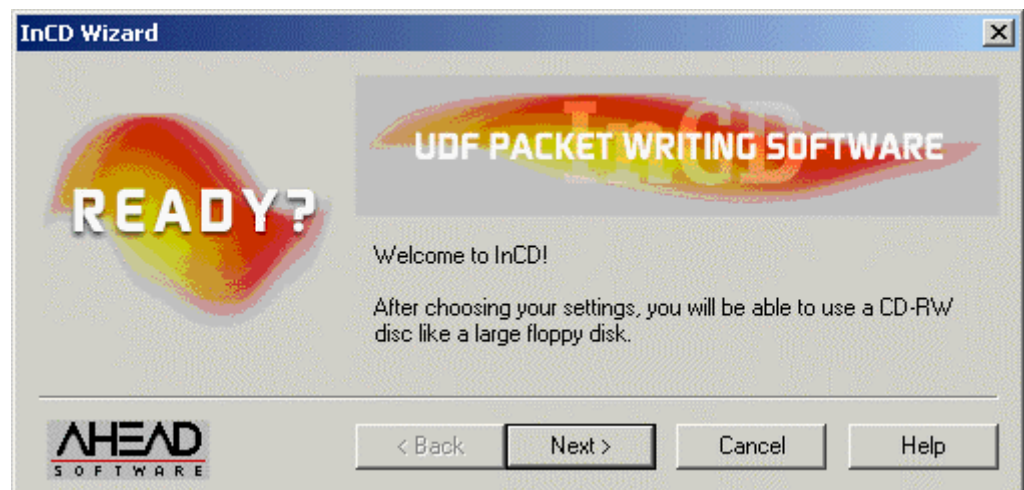 InCD Wizard
InCD
UDF PACKET WRITING SOFTWARE
READY?
Welcome to InCD!
After choosing your settings, you will be able to use a CD-RW
disc like a large floppy disk.
AHEAD
SOFTWARE
< Back
Next >
Cancel
Help